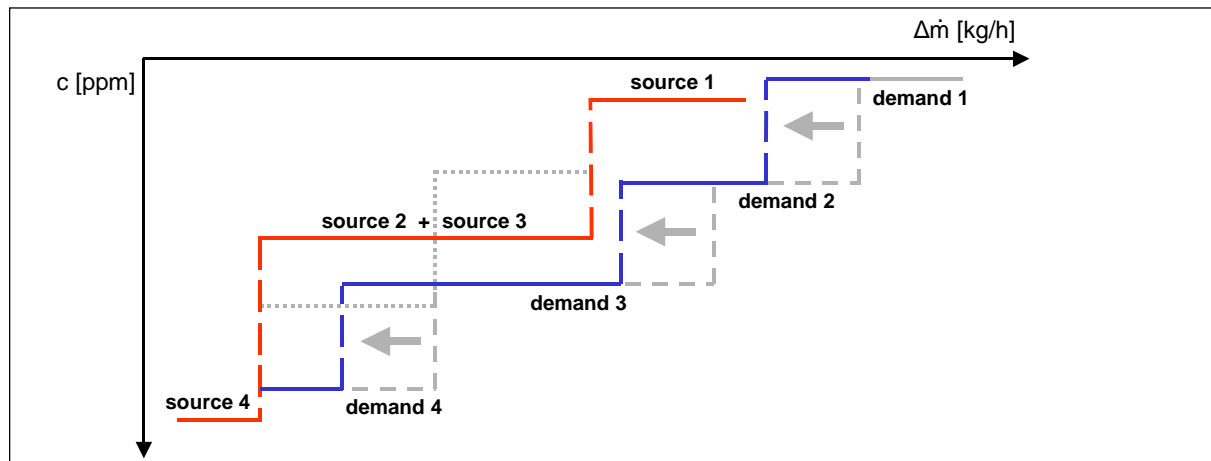 Δṁ [kg/h]
c [ppm]
source 1
demand 1
demand 2
source 2 + source 3
demand 3
source 4
demand 4